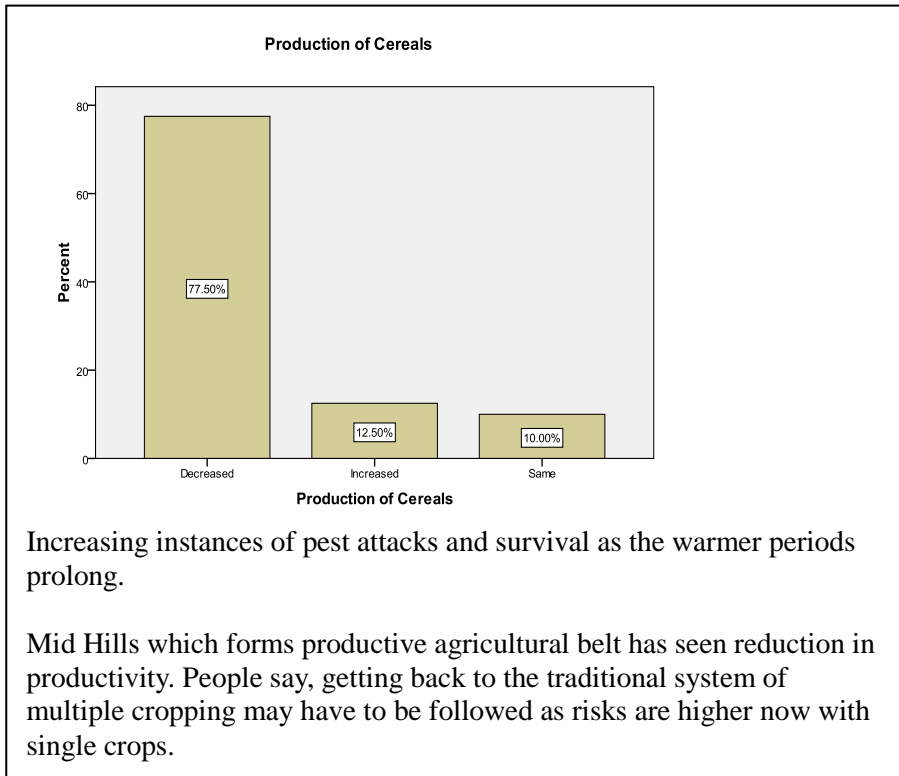 Production of Cereals
80
60
40
20
0
Percent
77.50%
12.50%
10.00%
Decreased
Increased
Same
Production of Cereals
Increasing instances of pest attacks and survival as the warmer periods
prolong.
Mid Hills which forms productive agricultural belt has seen reduction in
productivity. People say, getting back to the traditional system of
multiple cropping may have to be followed as risks are higher now with
single crops.